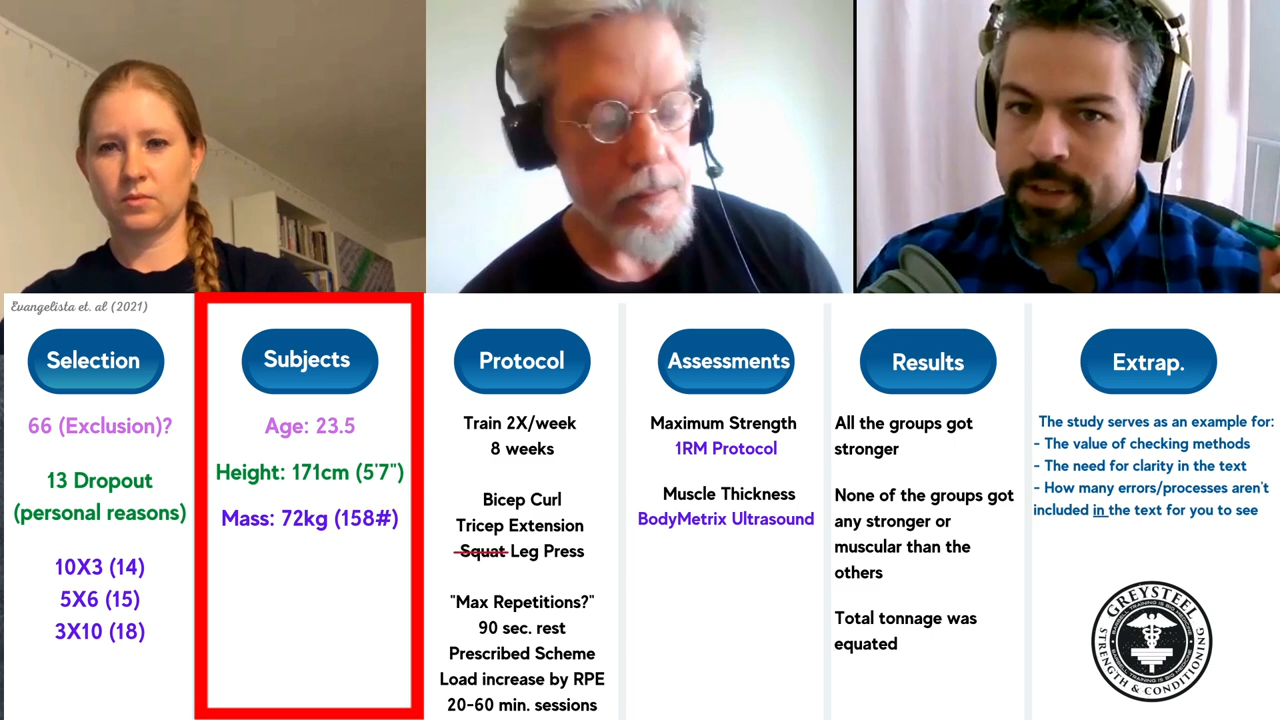 Evangelista et. al (2021)
Selection
66 (Exclusion)?
13 Dropout
(personal reasons)
10X3 (14)
5X6 (15)
3X10 (18)
Subjects
Age: 23.5
Height: 171cm (5'7")
Mass: 72kg (158#)
Protocol
Train 2X/week
8 weeks
Bicep Curl
Tricep Extension
Squat Leg Press
"Max Repetitions?"
90 sec. rest
Prescribed Scheme
Load increase by RPE
20-60 min. sessions
Assessments
Maximum Strength
1RM Protocol
Muscle Thickness
BodyMetrix Ultrasound
Results
All the groups got
stronger
None of the groups got
any stronger or
muscular than the
others
Total tonnage was
equated
Extrap.
The study serves as an example for:
- The value of checking methods
- The need for clarity in the text
- How many errors/processes aren't
included in the text for you to see
GREYSTEEL
STRENGTH & CONDITIONING